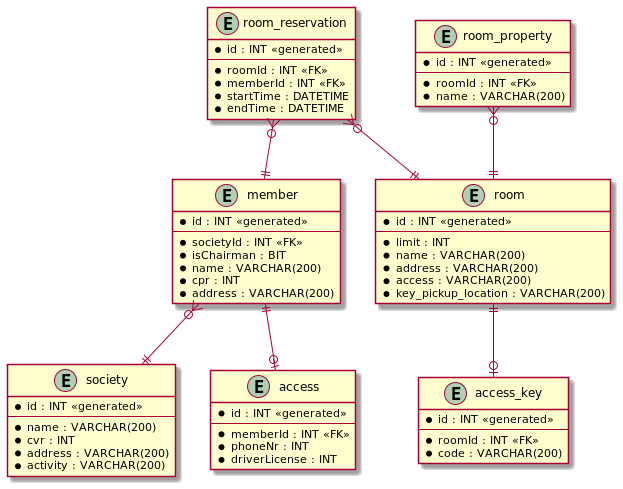 E room_reservation
id : INT «generated»
roomId : INT «FK»
memberId : INT «FK»
startTime : DATETIME
endTime : DATETIME
E room_property
id : INT «generated»
roomId : INT «FK»
name : VARCHAR(200)
E member
id : INT «generated»
societyId : INT «FK»
isChairman : BIT
name : VARCHAR(200)
cpr : INT
address : VARCHAR(200)
E room
id : INT «generated»
limit : INT
name : VARCHAR(200)
address : VARCHAR(200)
access : VARCHAR(200)
key_pickup_location : VARCHAR(200)
E society
id : INT «generated»
name : VARCHAR(200)
cvr : INT
address : VARCHAR(200)
activity : VARCHAR(200)
E access
id : INT «generated»
memberId : INT «FK»
phoneNr : INT
driverLicense : INT
E access_key
id : INT «generated»
roomId : INT «FK»
code : VARCHAR(200)